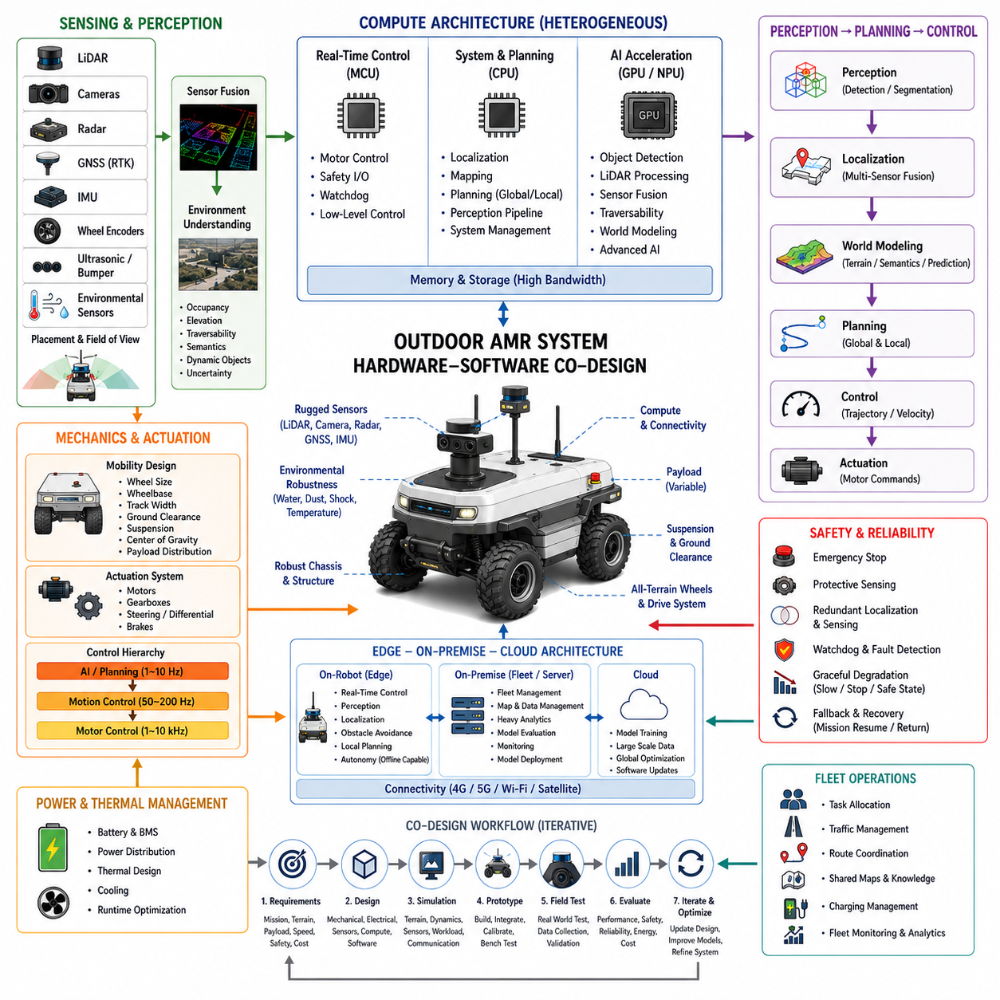 SENSING & PERCEPTION
LiDAR
Cameras
Radar
GNSS (RTK)
IMU
Wheel Encoders
Ultrasonic /
Bumper
Environmental
Sensors
Placement & Field of View
Sensor Fusion
Environment
Understanding
• Occupancy
• Elevation
• Traversability
• Semantics
• Dynamic Objects
• Uncertainty
COMPUTE ARCHITECTURE (HETEROGENEOUS)
Real-Time Control
(MCU)
• Motor Control
• Safety I/O
• Watchdog
• Low-Level Control
System & Planning
(CPU)
• Localization
• Mapping
• Planning (Global/Local)
• Perception Pipeline
• System Management
AI Acceleration
(GPU / NPU)
GPU
• Object Detection
• LiDAR Processing
• Sensor Fusion
• Traversability
• World Modeling
• Advanced AI
Memory & Storage (High Bandwidth)
PERCEPTION → PLANNING → CONTROL
Perception
(Detection / Segmentation)
Localization
(Multi-Sensor Fusion)
World Modeling
(Terrain / Semantics / Prediction)
Planning
(Global & Local)
Control
(Trajectory / Velocity)
Actuation
(Motor Commands)
OUTDOOR AMR SYSTEM
HARDWARE–SOFTWARE CO–DESIGN
Rugged Sensors
(LiDAR, Camera, Radar,
GNSS, IMU)
Environmental
Robustness
(Water, Dust, Shock,
Temperature)
Robust Chassis
& Structure
Compute
& Connectivity
Payload
(Variable)
Suspension
& Ground
Clearance
All-Terrain Wheels
& Drive System
MECHANICS & ACTUATION
Mobility Design
• Wheel Size
• Wheelbase
• Track Width
• Ground Clearance
• Suspension
• Center of Gravity
• Payload Distribution
Actuation System
• Motors
• Gearboxes
• Steering / Differential
• Brakes
Control Hierarchy
AI / Planning (1~10 Hz)
Motion Control (50~200 Hz)
Motor Control (1~10 kHz)
SAFETY & RELIABILITY
Emergency Stop
Protective Sensing
Redundant Localization
& Sensing
Watchdog & Fault Detection
Graceful Degradation
(Slow / Stop / Safe State)
Fallback & Recovery
(Mission Resume / Return)
EDGE – ON-PREMISE – CLOUD ARCHITECTURE
On-Robot (Edge)
• Real-Time Control
• Perception
• Localization
• Obstacle Avoidance
• Local Planning
• Autonomy (Offline Capable)
On-Premise (Fleet / Server)
• Fleet Management
• Map & Data Management
• Heavy Analytics
• Model Evaluation
• Monitoring
• Model Deployment
Cloud
• Model Training
• Large Scale Data
• Global Optimization
• Software Updates
Connectivity (4G / 5G / Wi-Fi / Satellite)
POWER & THERMAL MANAGEMENT
• Battery & BMS
• Power Distribution
• Thermal Design
• Cooling
• Runtime Optimization
CO–DESIGN WORKFLOW (ITERATIVE)
1. Requirements
Mission, Terrain,
Payload, Speed,
Safety, Cost
2. Design
Mechanical, Electrical,
Sensors, Compute,
Software
3. Simulation
Terrain, Dynamics,
Sensors, Workload,
Communication
4. Prototype
Build, Integrate,
Calibrate,
Bench Test
5. Field Test
Real World Test,
Data Collection,
Validation
6. Evaluate
Performance, Safety,
Reliability, Energy,
Cost
7. Iterate &
Optimize
Update Design,
Improve Models,
Refine System
FLEET OPERATIONS
• Task Allocation
• Traffic Management
• Route Coordination
• Shared Maps & Knowledge
• Charging Management
• Fleet Monitoring & Analytics